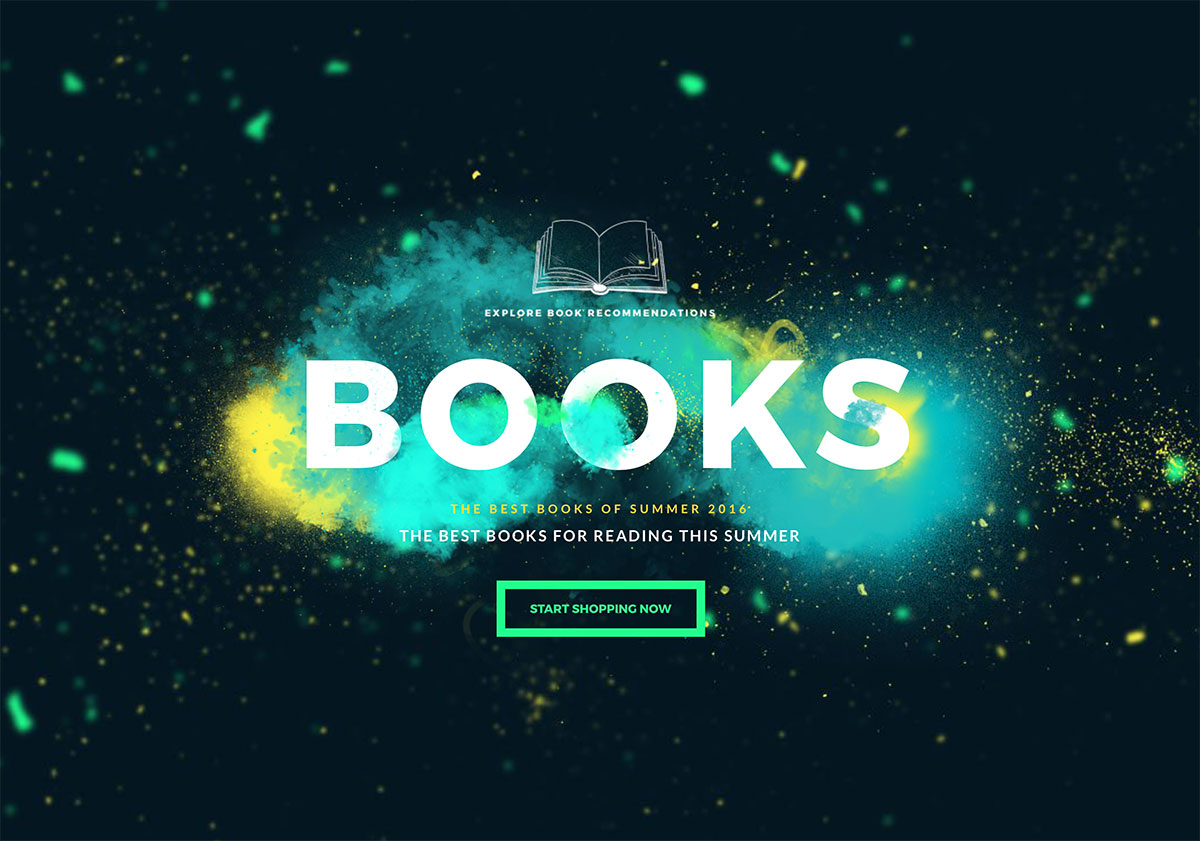 EXPLORE BOOK RECOMMENDATIONS
BOOKS
THE BEST BOOKS OF SUMMER 2016
THE BEST BOOKS FOR READING THIS SUMMER
START SHOPPING NOW